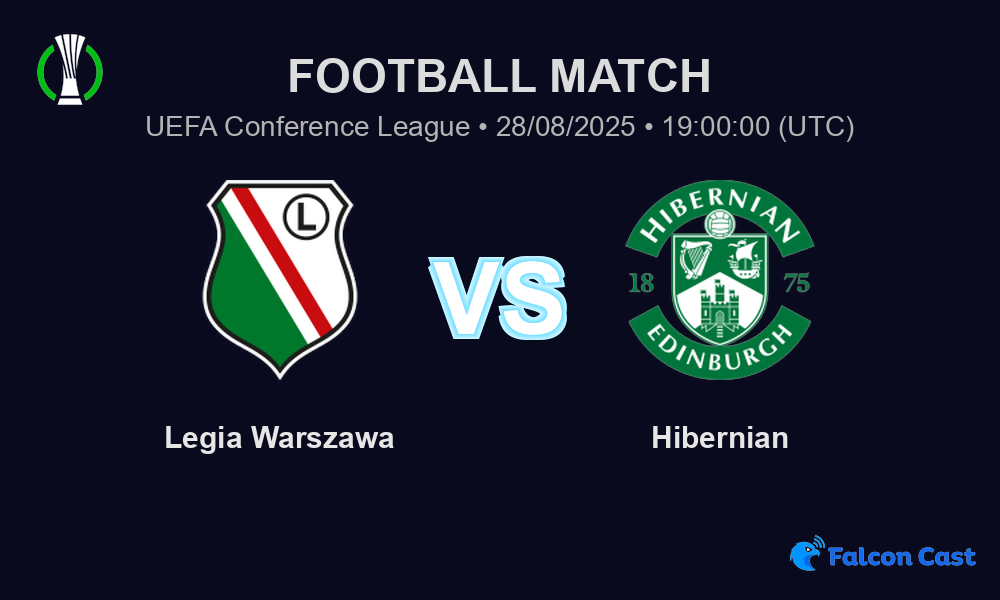 FOOTBALL MATCH
UEFA Conference League • 28/08/2025 • 19:00:00 (UTC)
L
VS
HIBERNIAN
18 75
EDINBURGH
Legia Warszawa
Hibernian
Falcon Cast